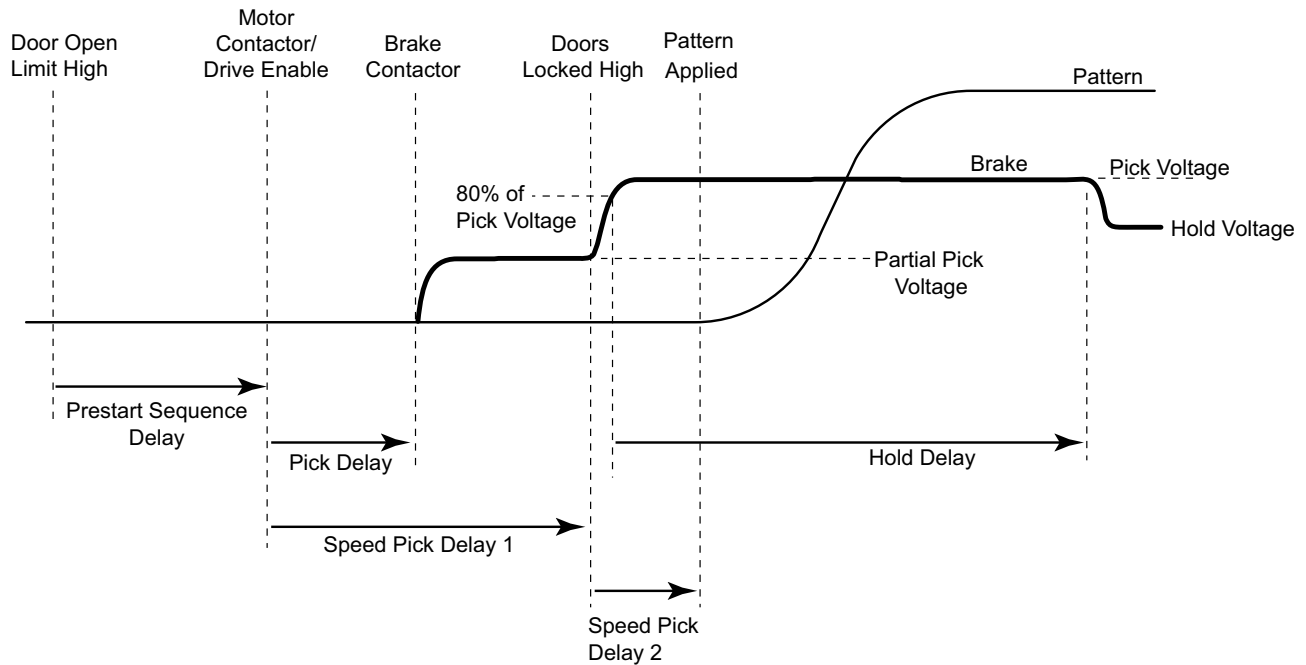 Door Open
Limit High
Motor
Contactor/
Drive Enable
Brake
Contactor
Doors
Locked High
Pattern
Applied
Pattern
Brake
Pick Voltage
80% of
Pick Voltage
Hold Voltage
Partial Pick
Voltage
Prestart Sequence
Delay
Pick Delay
Hold Delay
Speed Pick Delay 1
Speed Pick
Delay 2